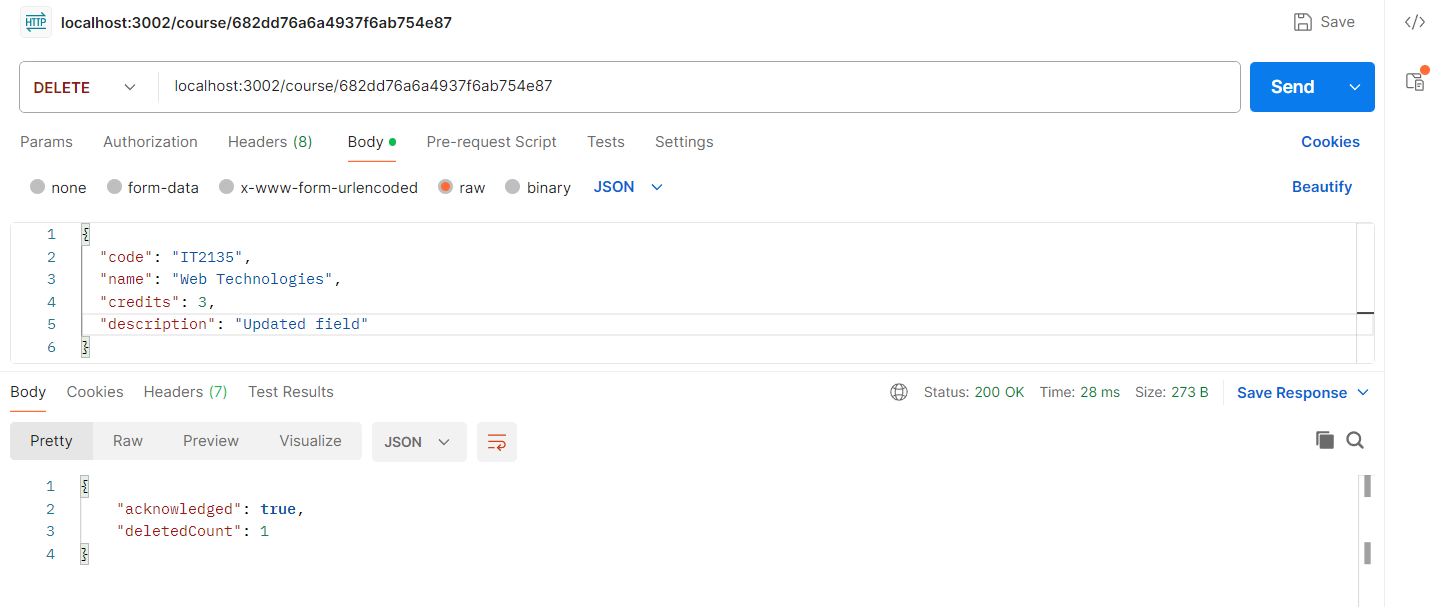 HTTP localhost:3002/course/682dd76a6a4937f6ab754e87 Save </>
DELETE localhost:3002/course/682dd76a6a4937f6ab754e87 Send
Params Authorization Headers (8) Body Pre-request Script Tests Settings Cookies
none form-data x-www-form-urlencoded raw binary JSON Beautify
1 {
2 "code": "IT2135",
3 "name": "Web Technologies",
4 "credits": 3,
5 "description": "Updated field"
6 }
Body Cookies Headers (7) Test Results Status: 200 OK Time: 28 ms Size: 273 B Save Response
Pretty Raw Preview Visualize JSON
1 {
2 "acknowledged": true,
3 "deletedCount": 1
4 }